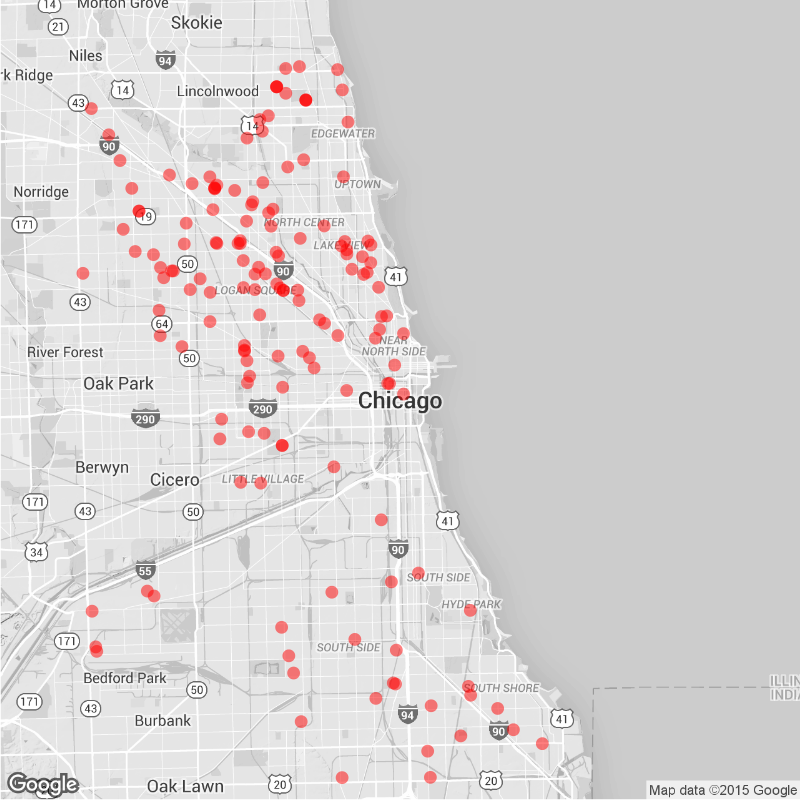 14
Morton Grove
21
Skokie
Niles
94
rk Ridge
14
Lincolnwood
43
14
EDGEWATER
90
UPTOWN
Norridge
19
171
NORTH CENTER
LAKEVIEW
50
90
41
LOGAN SQUARE
43
64
NEAR
NORTH SIDE
River Forest
50
Oak Park
290
Chicago
290
Berwyn
Cicero
LITTLE VILLAGE
171
43
50
41
34
90
55
SOUTH SIDE
HYDE PARK
171
SOUTH SIDE
Bedford Park
50
SOUTH SHORE
ILLIN
INDIA
171
43
Burbank
94
90
41
Oak Lawn
20
20
Google
Map data ©2015 Google